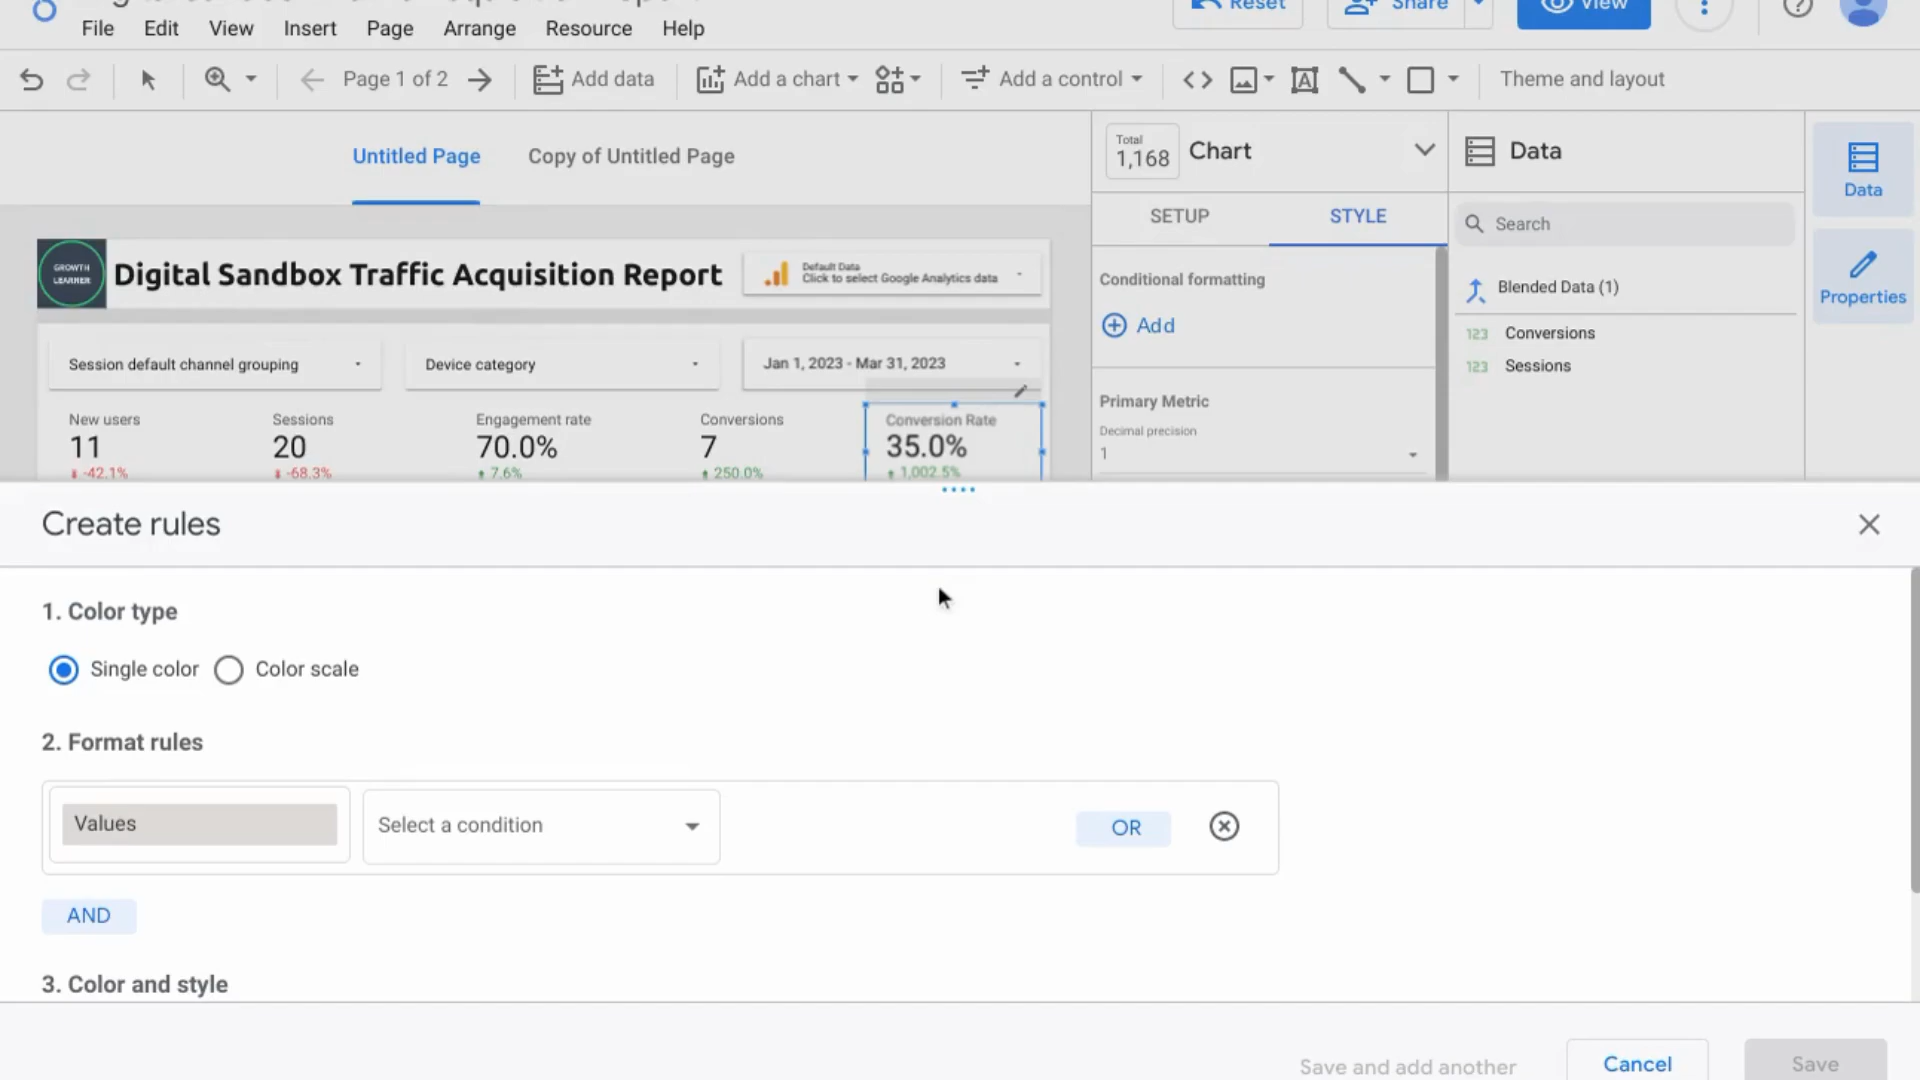 Reset
Share
View
File Edit View Insert Page Arrange Resource Help
Page 1 of 2
Add data
Add a chart
Add a control
Theme and layout
Untitled Page
Copy of Untitled Page
Total
1,168
Chart
Data
Data
SETUP
STYLE
Search
GROWTH
LEARNER
Digital Sandbox Traffic Acquisition Report
Default Data
Click to select Google Analytics data
Conditional formatting
Add
Blended Data (1)
Properties
123 Conversions
123 Sessions
Session default channel grouping
Device category
Jan 1, 2023 - Mar 31, 2023
Primary Metric
Decimal precision
1
New users
11
-42.1%
Sessions
20
-68.3%
Engagement rate
70.0%
7.6%
Conversions
7
250.0%
Conversion Rate
35.0%
1,002.5%
Create rules
1. Color type
Single color
Color scale
2. Format rules
Values
Select a condition
OR
AND
3. Color and style
Save and add another
Cancel
Save